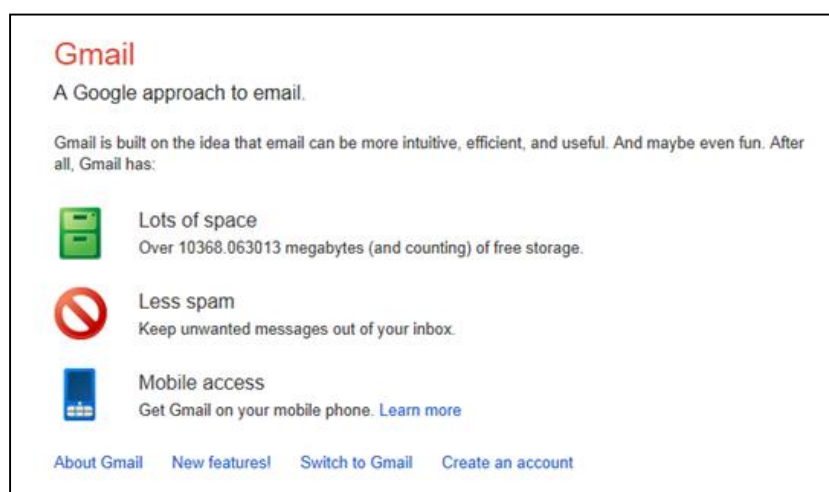 Gmail
A Google approach to email.
Gmail is built on the idea that email can be more intuitive, efficient, and useful. And maybe even fun. After
all, Gmail has:
Lots of space
Over 10368.063013 megabytes (and counting) of free storage.
Less spam
Keep unwanted messages out of your inbox.
Mobile access
Get Gmail on your mobile phone. Learn more
About Gmail New features! Switch to Gmail Create an account